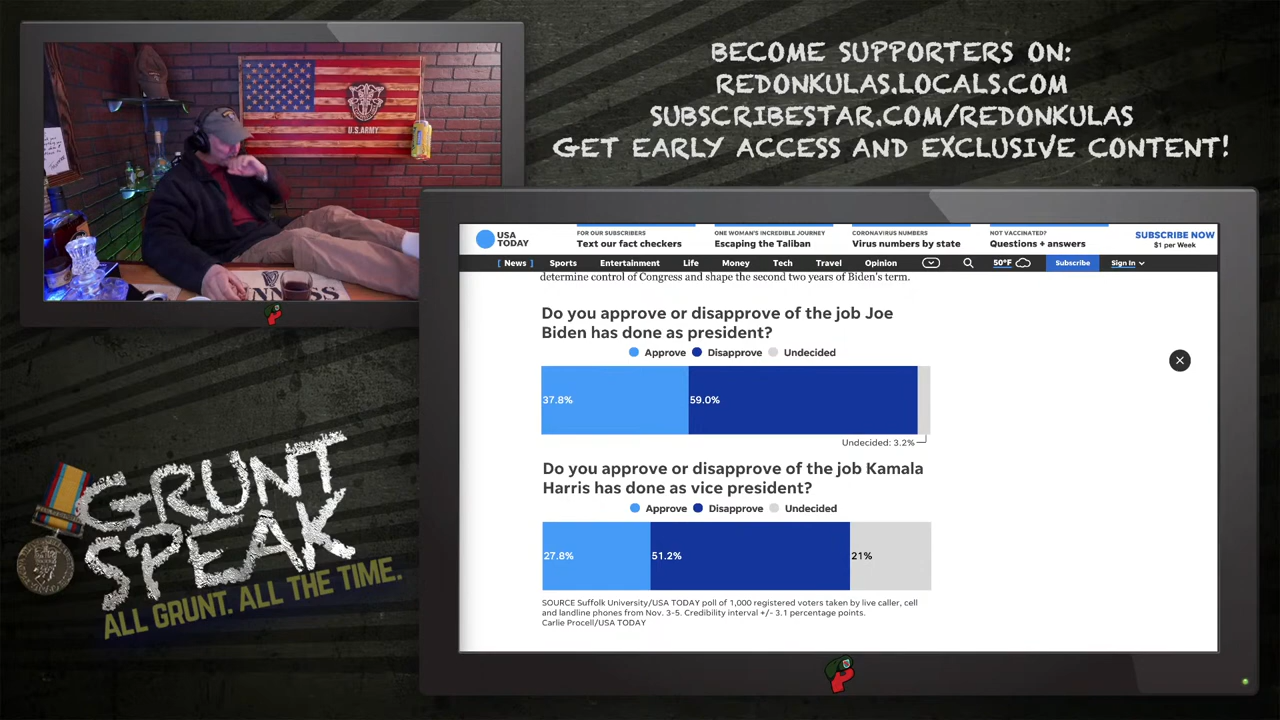 BECOME SUPPORTERS ON:
REDONKULAS.LOCALS.COM
SUBSCRIBESTAR.COM/REDONKULAS
GET EARLY ACCESS AND EXCLUSIVE CONTENT!
U.S. ARMY
USA TODAY
FOR OUR SUBSCRIBERS
Text our fact checkers
ONE WOMAN'S INCREDIBLE JOURNEY
Escaping the Taliban
CORONAVIRUS NUMBERS
Virus numbers by state
NOT VACCINATED?
Questions + answers
SUBSCRIBE NOW
$1 per Week
[ News ] Sports Entertainment Life Money Tech Travel Opinion 50°F Subscribe Sign In
determine control of Congress and shape the second two years of Biden's term.
Do you approve or disapprove of the job Joe
Biden has done as president?
Approve Disapprove Undecided
37.8% 59.0%
Undecided: 3.2%
Do you approve or disapprove of the job Kamala
Harris has done as vice president?
Approve Disapprove Undecided
27.8% 51.2% 21%
SOURCE Suffolk University/USA TODAY poll of 1,000 registered voters taken by live caller, cell
and landline phones from Nov. 3-5. Credibility interval +/- 3.1 percentage points.
Carlie Procell/USA TODAY
GRUNT
SPEAK
ALL GRUNT. ALL THE TIME.